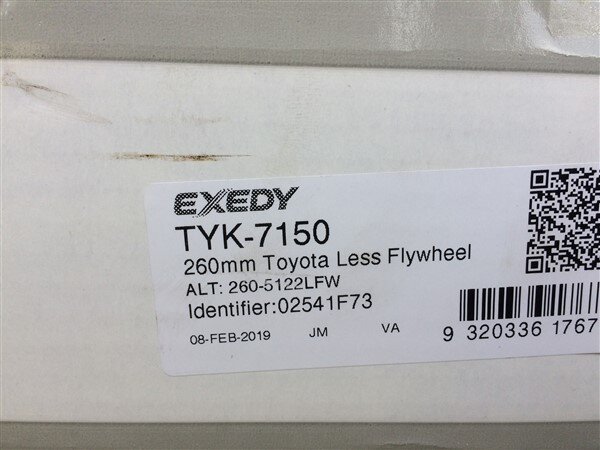 EXEDY
TYK-7150
260mm Toyota Less Flywheel
ALT: 260-5122LFW
Identifier:02541F73
08-FEB-2019 JM VA
9 320336 1767